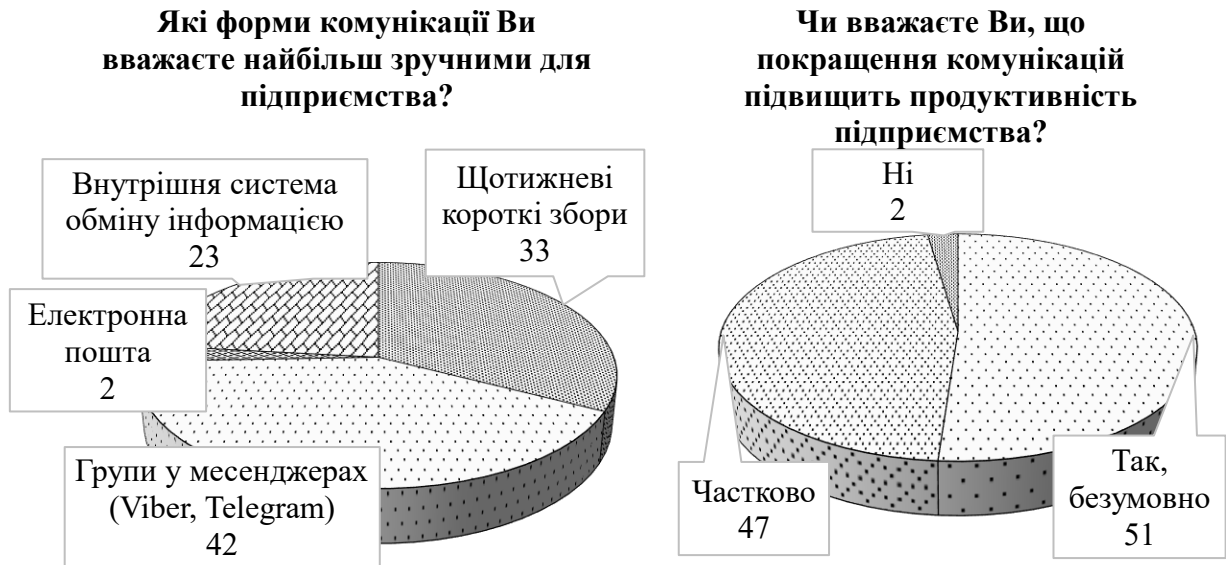 Які форми комунікації Ви
вважаєте найбільш зручними для
підприємства?
Внутрішня система
обміну інформацією
23
Щотижневі
короткі збори
33
Електронна
пошта
2
Групи у месенджерах
(Viber, Telegram)
42
Чи вважаєте Ви, що
покращення комунікацій
підвищить продуктивність
підприємства?
Ні
2
Частково
47
Так,
безумовно
51